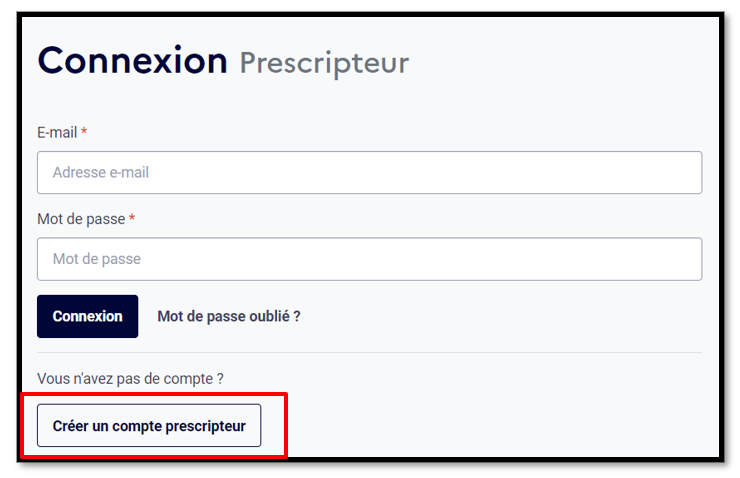 Connexion Prescripteur
E-mail *
Adresse e-mail
Mot de passe *
Mot de passe
Connexion Mot de passe oublié ?
Vous n'avez pas de compte ?
Créer un compte prescripteur